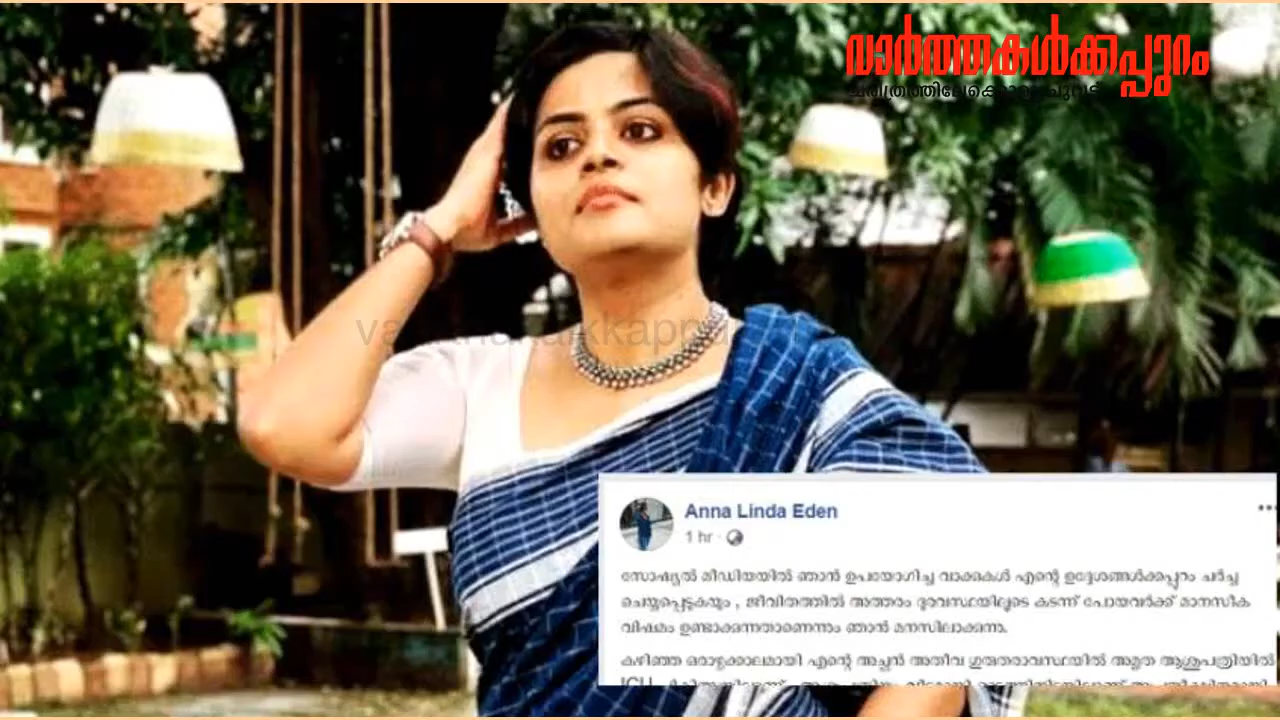 വാർത്തകൾക്കപ്പുറം
Anna Linda Eden
1 hr
സോഷ്യൽ മീഡിയയിൽ ഞാൻ ഉപയോഗിച്ച വാക്കുകൾ എന്റെ ഉദ്ദേശങ്ങൾക്കപ്പുറം ചർച്ച
ചെയ്യപ്പെടുകയും , ജീവിതത്തിൽ അത്തരം ദുരവസ്ഥയിലൂടെ കടന്ന് പോയവർക്ക് മാനസീക
വിഷമം ഉണ്ടാക്കുന്നതാണെന്നും ഞാൻ മനസിലാക്കുന്നു.
കഴിഞ്ഞ ഒരാഴ്ചക്കാലമായി എന്റെ അച്ഛൻ അതീവ ഗുരുതരാവസ്ഥയിൽ അമൃത ആശുപത്രിയിൽ
ICU